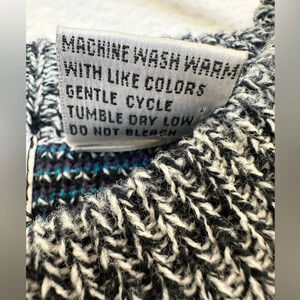 MACHINE WASH WARM
WITH LIKE COLORS
GENTLE CYCLE
TUMBLE DRY LOW
DO NOT BLEACH